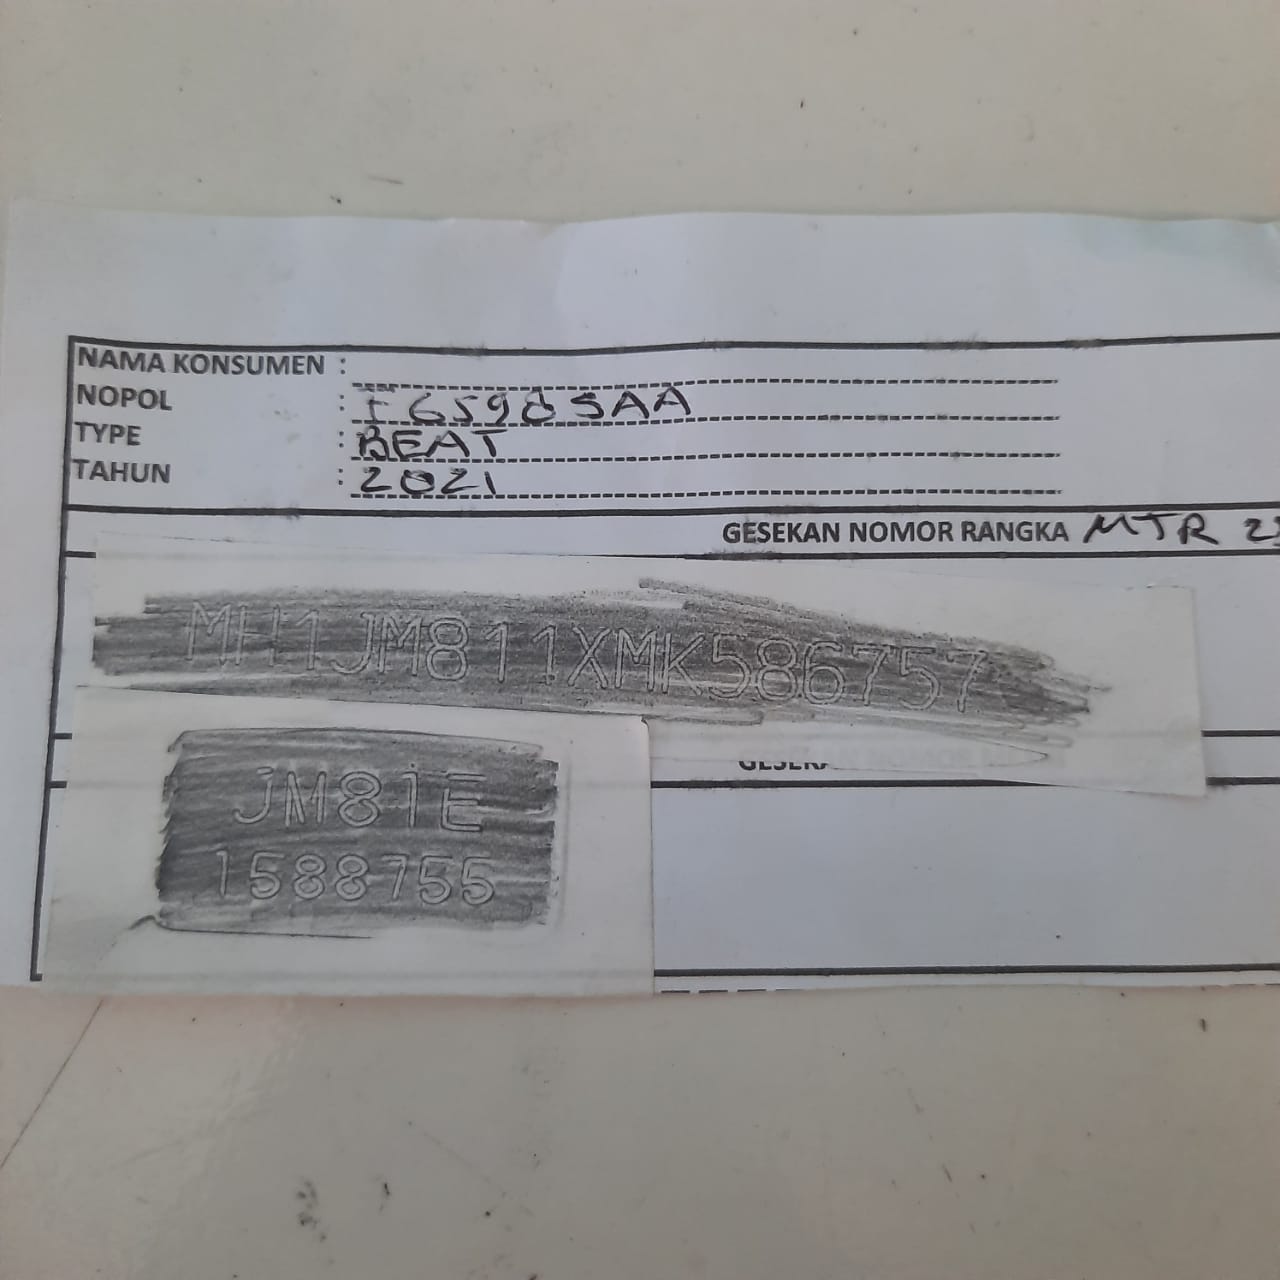 NAMA KONSUMEN :
NOPOL : F6598SAA
TYPE : BEAT
TAHUN : 2021
GESEKAN NOMOR RANGKA MTR
MH1JM811XMK586757
JM81E
1588755